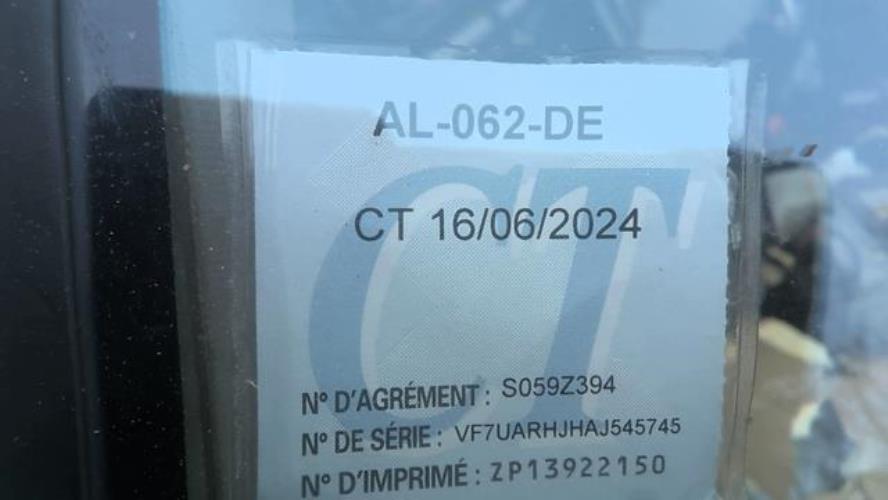 AL-062-DE
CT 16/06/2024
N° D'AGRÉMENT : S059Z394
N° DE SÉRIE : VF7UARHJHAJ545745
N° D'IMPRIMÉ : ZP13922150
CT